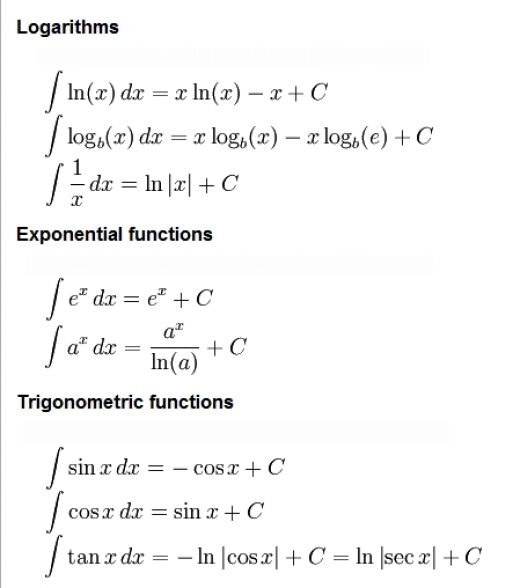 Logarithms
∫ ln(x) dx = x ln(x) − x + C
∫ log_b(x) dx = x log_b(x) − x log_b(e) + C
∫ 1/x dx = ln |x| + C
Exponential functions
∫ e^x dx = e^x + C
∫ a^x dx = a^x/ln(a) + C
Trigonometric functions
∫ sin x dx = − cos x + C
∫ cos x dx = sin x + C
∫ tan x dx = − ln |cos x| + C = ln |sec x| + C